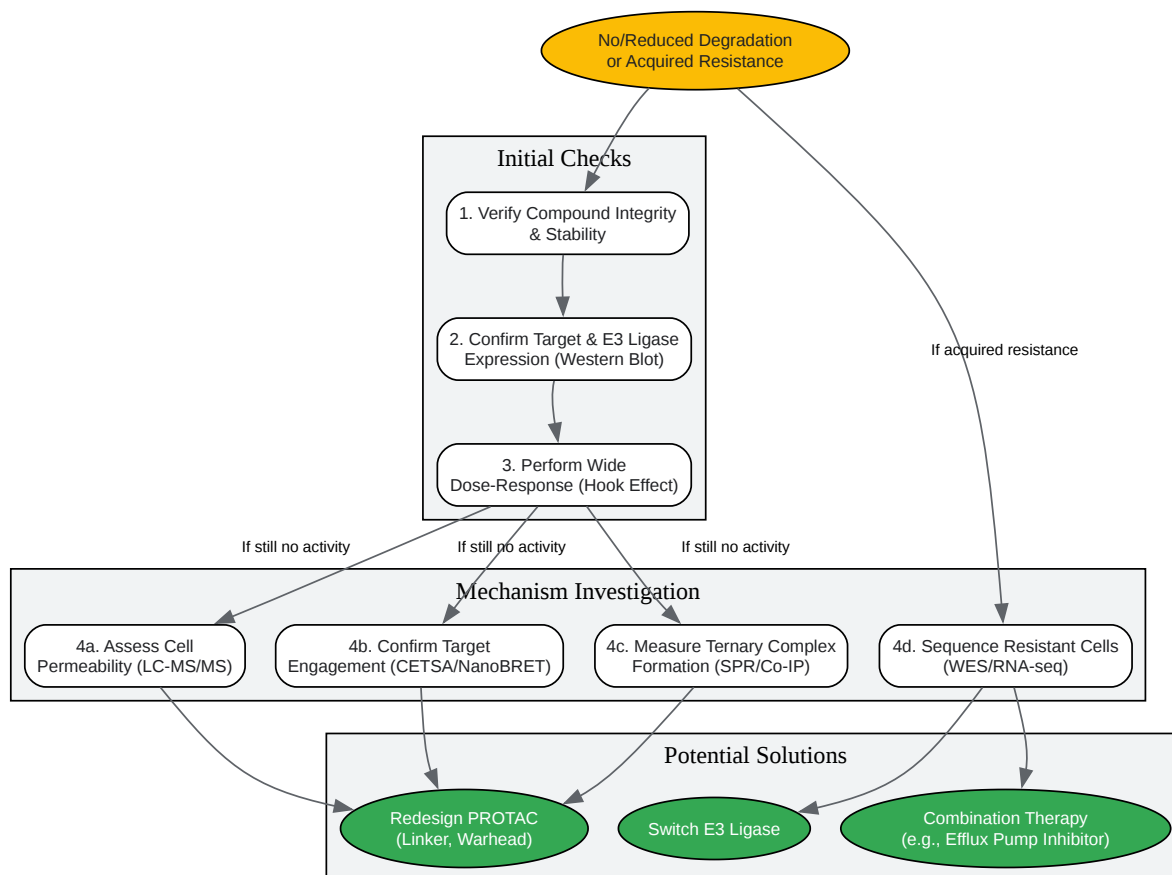 No/Reduced Degradation
or Acquired Resistance
Initial Checks
1. Verify Compound Integrity
& Stability
2. Confirm Target & E3 Ligase
Expression (Western Blot)
If acquired resistance
3. Perform Wide
Dose-Response (Hook Effect)
If still no activity
If still no activity
If still no activity
Mechanism Investigation
4a. Assess Cell
Permeability (LC-MS/MS)
4b. Confirm Target
Engagement (CETSA/NanoBRET)
4c. Measure Ternary Complex
Formation (SPR/Co-IP)
4d. Sequence Resistant Cells
(WES/RNA-seq)
Potential Solutions
Redesign PROTAC
(Linker, Warhead)
Switch E3 Ligase
Combination Therapy
(e.g., Efflux Pump Inhibitor)